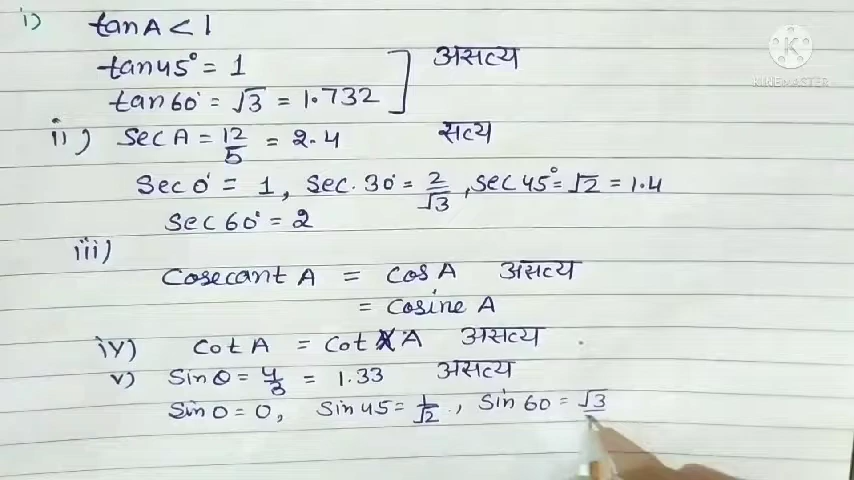 i) tan A < 1
tan 45° = 1
tan 60° = √3 = 1.732 ] असत्य
ii) Sec A = 12/5 = 2.4 सत्य
Sec 0° = 1, Sec. 30° = 2/√3, Sec 45° = √2 = 1.4
Sec 60° = 2
iii)
Cosecant A = Cos A असत्य
= Cosine A
iv) Cot A = Cot A असत्य
v) Sin θ = 4/3 = 1.33 असत्य
Sin 0 = 0, Sin 45 = 1/√2, Sin 60 = √3
K
KINEMASTER